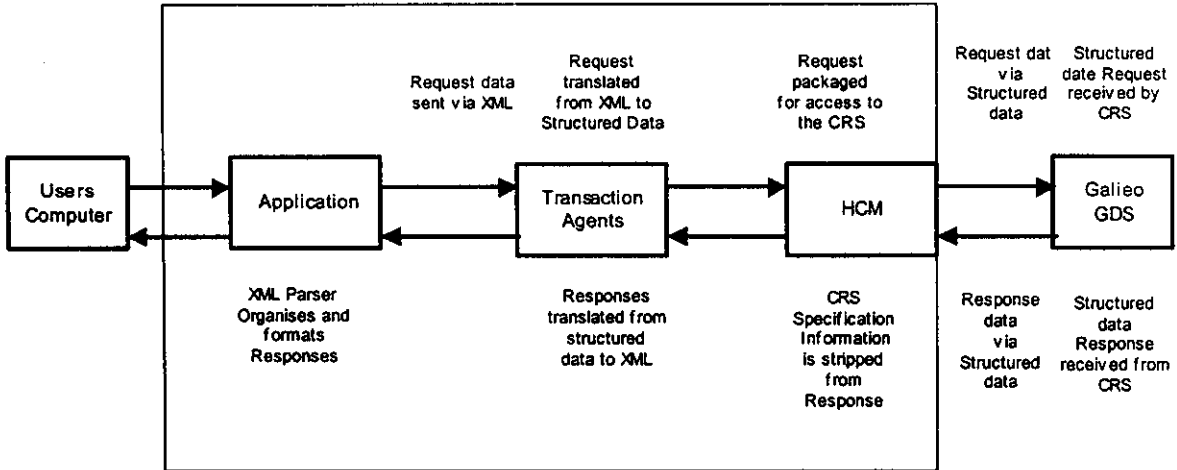 Request data
sent via XML
Request
translated
from XML to
Structured Data
Request
packaged
for access to
the CRS
Request dat
via
Structured
data
Structured
date Request
received by
CRS
Users
Computer
Application
Transaction
Agents
HCM
Galieo
GDS
XML Parser
Organises and
formats
Responses
Responses
translated from
structured
data to XML
CRS
Specification
Information
is stripped
from
Response
Response
data
via
Structured
data
Structured
data
Response
received from
CRS